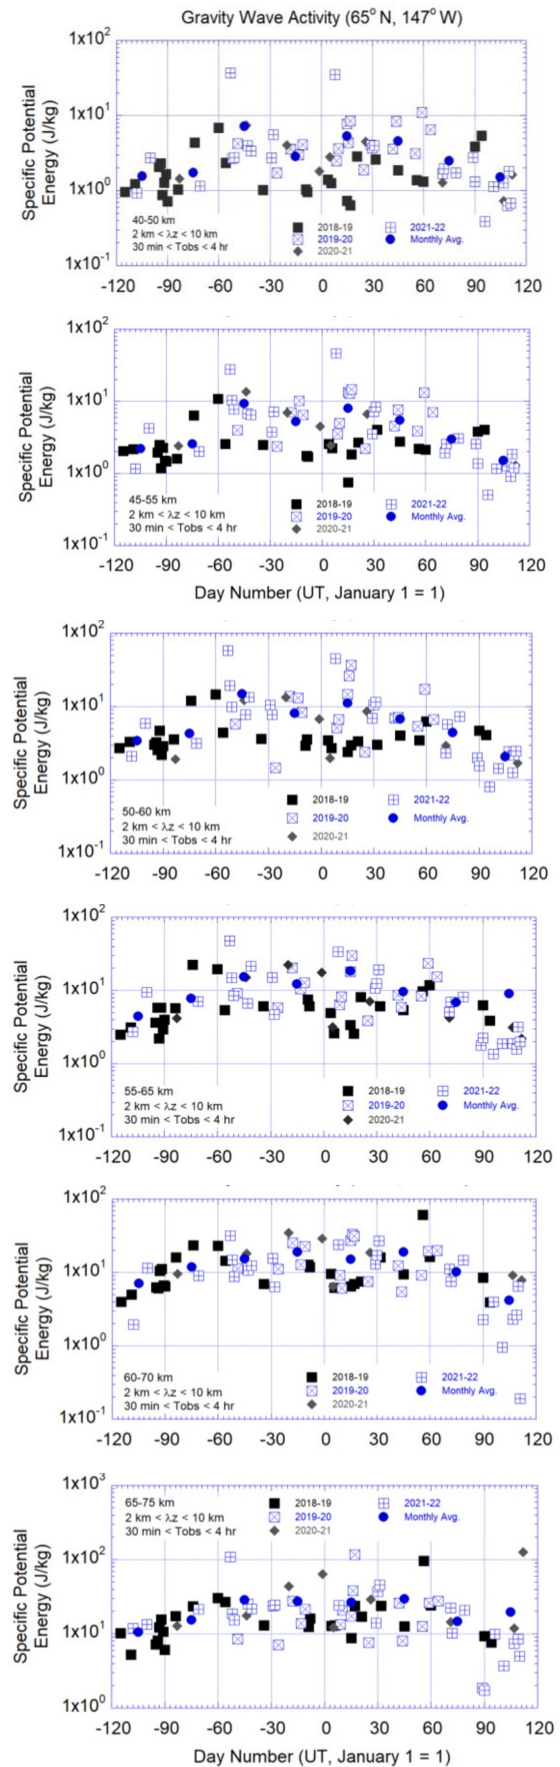 Gravity Wave Activity (65° N, 147° W)
Specific Potential
Energy (J/kg)
1x10²
1x10¹
1x10⁰
1x10⁻¹
40-50 km
2 km < λz < 10 km
30 min < Tobs < 4 hr
2018-19
2019-20
2020-21
2021-22
Monthly Avg.
-120 -90 -60 -30 0 30 60 90 120
Specific Potential
Energy (J/kg)
1x10²
1x10¹
1x10⁰
1x10⁻¹
45-55 km
2 km < λz < 10 km
30 min < Tobs < 4 hr
2018-19
2019-20
2020-21
2021-22
Monthly Avg.
-120 -90 -60 -30 0 30 60 90 120
Day Number (UT, January 1 = 1)
Specific Potential
Energy (J/kg)
1x10²
1x10¹
1x10⁰
1x10⁻¹
50-60 km
2 km < λz < 10 km
30 min < Tobs < 4 hr
2018-19
2019-20
2020-21
2021-22
Monthly Avg.
-120 -90 -60 -30 0 30 60 90 120
Specific Potential
Energy (J/kg)
1x10²
1x10¹
1x10⁰
1x10⁻¹
55-65 km
2 km < λz < 10 km
30 min < Tobs < 4 hr
2018-19
2019-20
2020-21
2021-22
Monthly Avg.
-120 -90 -60 -30 0 30 60 90 120
Specific Potential
Energy (J/kg)
1x10²
1x10¹
1x10⁰
1x10⁻¹
60-70 km
2 km < λz < 10 km
30 min < Tobs < 4 hr
2018-19
2019-20
2020-21
2021-22
Monthly Avg.
-120 -90 -60 -30 0 30 60 90 120
Specific Potential
Energy (J/kg)
1x10³
1x10²
1x10¹
1x10⁰
65-75 km
2 km < λz < 10 km
30 min < Tobs < 4 hr
2018-19
2019-20
2020-21
2021-22
Monthly Avg.
-120 -90 -60 -30 0 30 60 90 120
Day Number (UT, January 1 = 1)